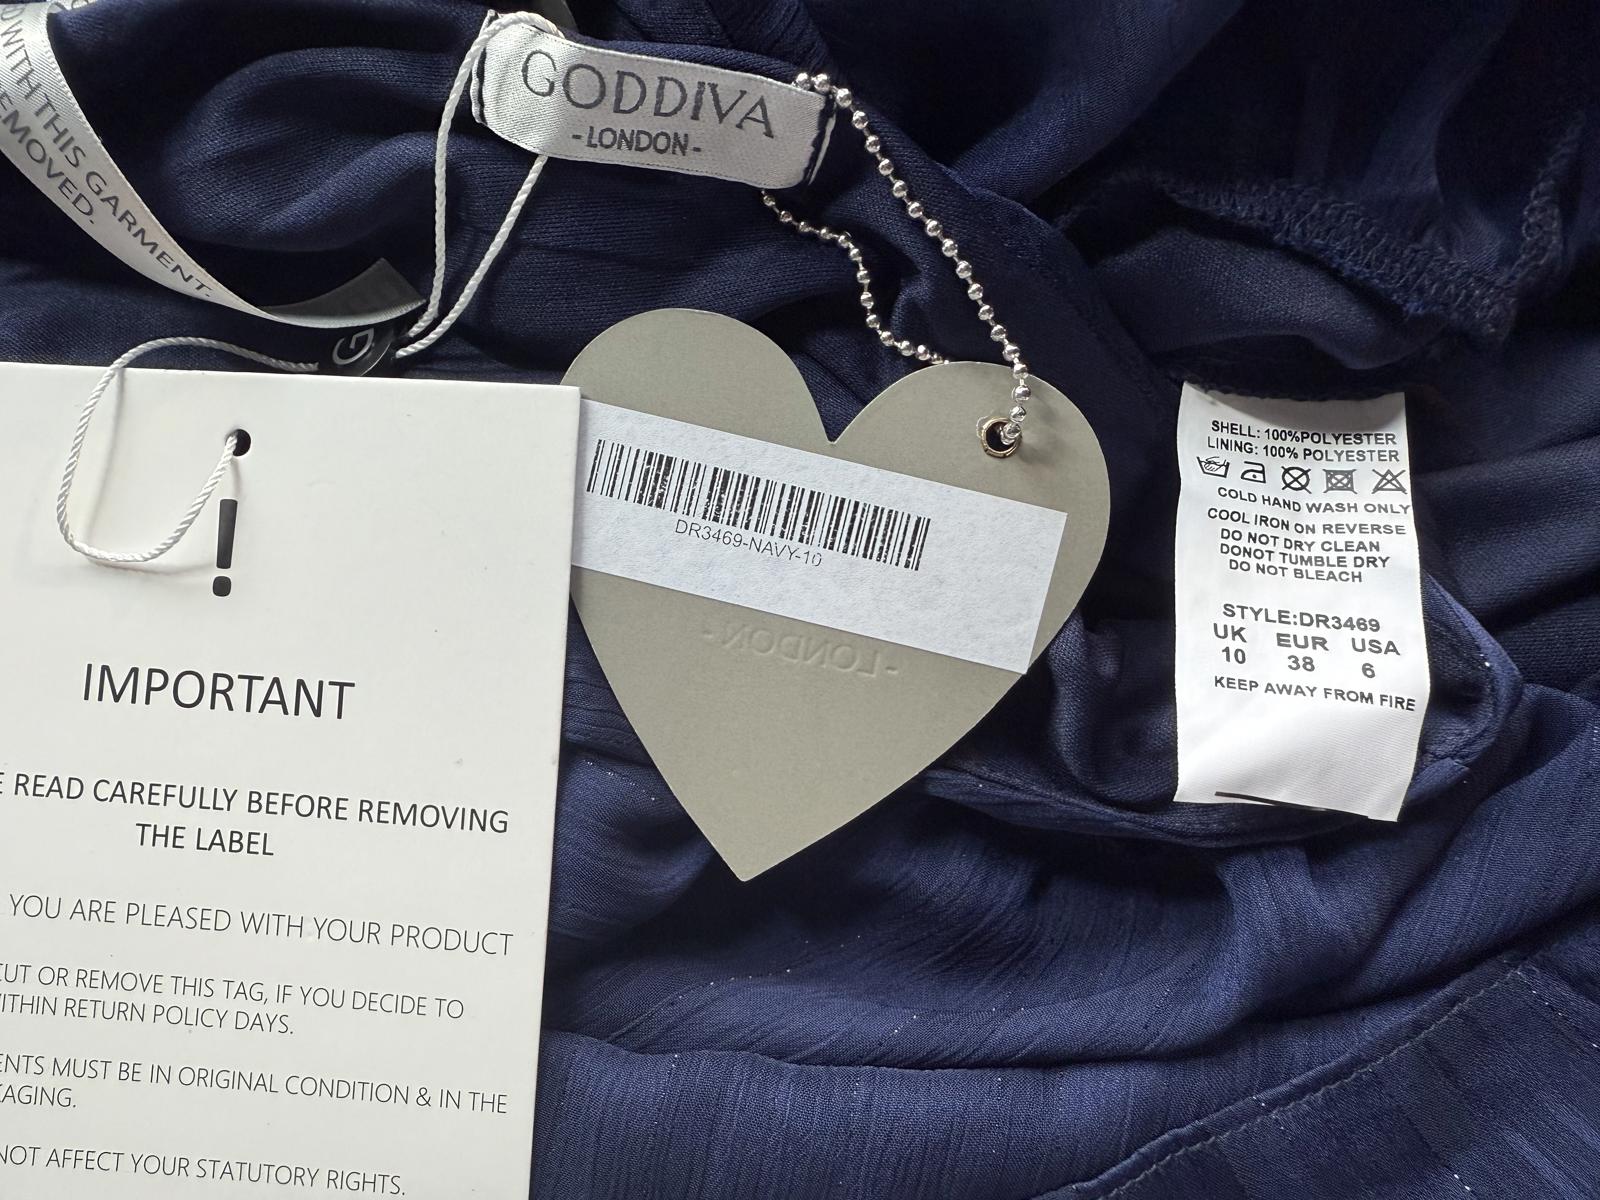 WITH THIS GARMENT.
EMOVED.
GODDIVA
-LONDON-
G
!
IMPORTANT
E READ CAREFULLY BEFORE REMOVING
THE LABEL
YOU ARE PLEASED WITH YOUR PRODUCT
CUT OR REMOVE THIS TAG, IF YOU DECIDE TO
WITHIN RETURN POLICY DAYS.
ENTS MUST BE IN ORIGINAL CONDITION & IN THE
KAGING.
NOT AFFECT YOUR STATUTORY RIGHTS.
DR3469-NAVY-10
-LONDON-
SHELL: 100%POLYESTER
LINING: 100% POLYESTER
COLD HAND WASH ONLY
COOL IRON ON REVERSE
DO NOT DRY CLEAN
DONOT TUMBLE DRY
DO NOT BLEACH
STYLE:DR3469
UK EUR USA
10 38 6
KEEP AWAY FROM FIRE